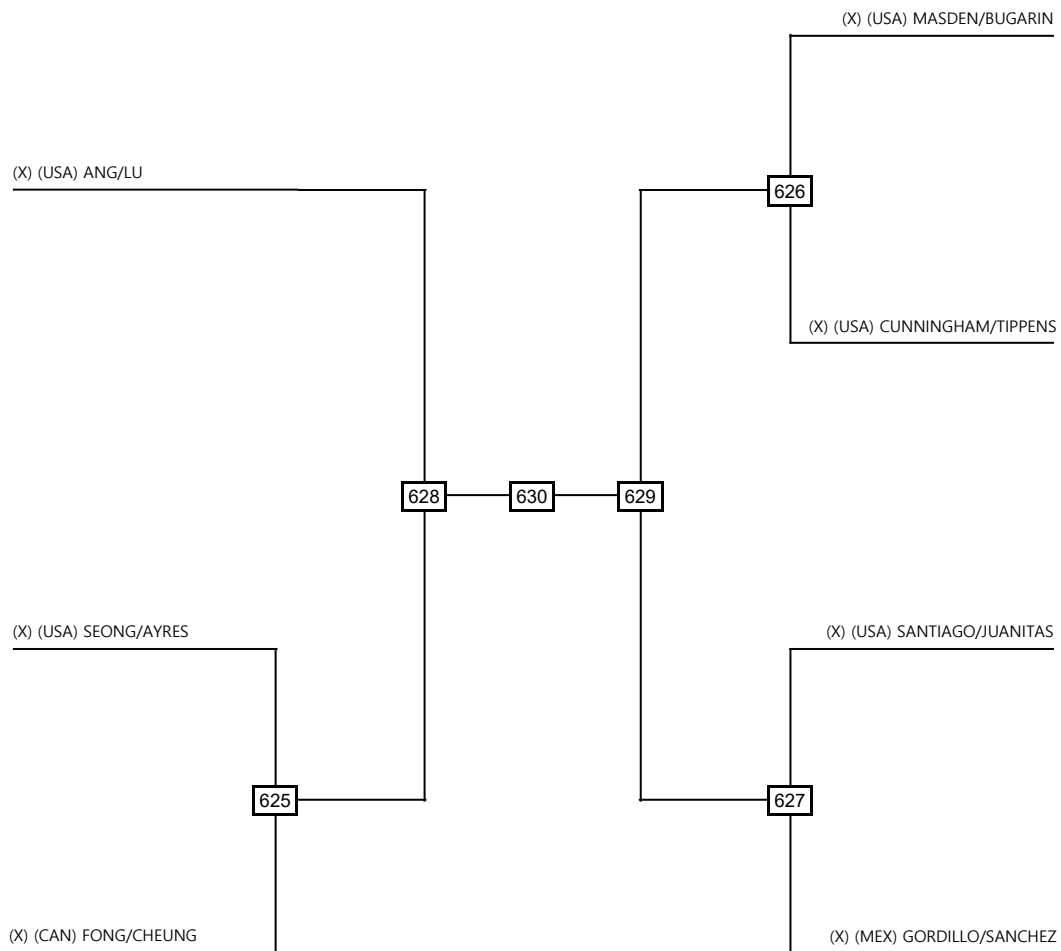 (X) (USA) MASDEN/BUGARIN
(X) (USA) ANG/LU
626
(X) (USA) CUNNINGHAM/TIPPENS
628
630
629
(X) (USA) SEONG/AYRES
(X) (USA) SANTIAGO/JUANITAS
625
627
(X) (CAN) FONG/CHEUNG
(X) (MEX) GORDILLO/SANCHEZ